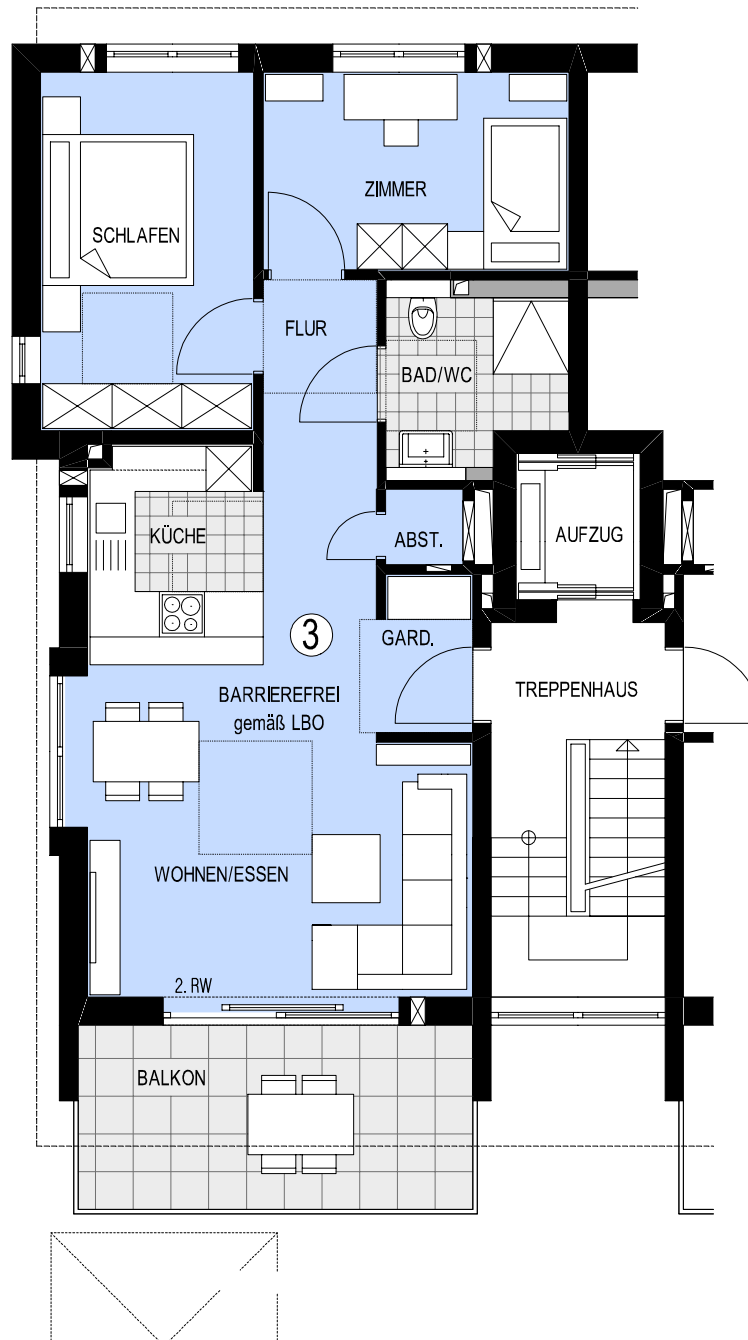 ZIMMER
SCHLAFEN
FLUR
BAD/WC
KÜCHE
ABST.
AUFZUG
3
GARD.
BARRIEREFREI
gemäß LBO
TREPPENHAUS
WOHNEN/ESSEN
2. RW
BALKON